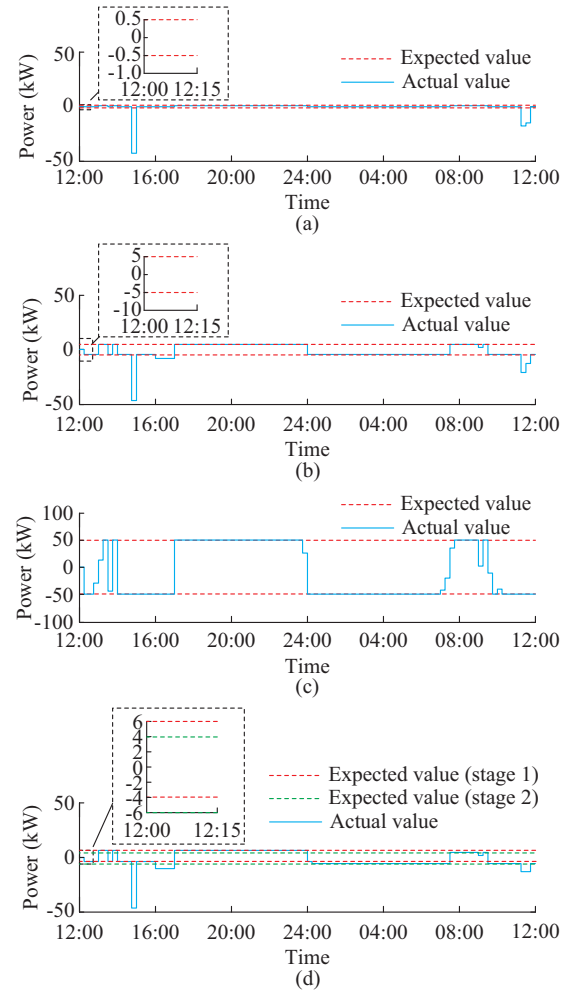 0.5
0
-0.5
-1.0
12:00 12:15
50
0
-50
Power (kW)
Expected value
Actual value
12:00 16:00 20:00 24:00 04:00 08:00 12:00
Time
(a)
5
0
-5
-10
12:00 12:15
50
0
-50
Power (kW)
Expected value
Actual value
12:00 16:00 20:00 24:00 04:00 08:00 12:00
Time
(b)
100
50
0
-50
-100
Power (kW)
Expected value
Actual value
12:00 16:00 20:00 24:00 04:00 08:00 12:00
Time
(c)
6
4
2
0
-2
-4
-6
12:00 12:15
50
0
-50
Power (kW)
Expected value (stage 1)
Expected value (stage 2)
Actual value
12:00 16:00 20:00 24:00 04:00 08:00 12:00
Time
(d)